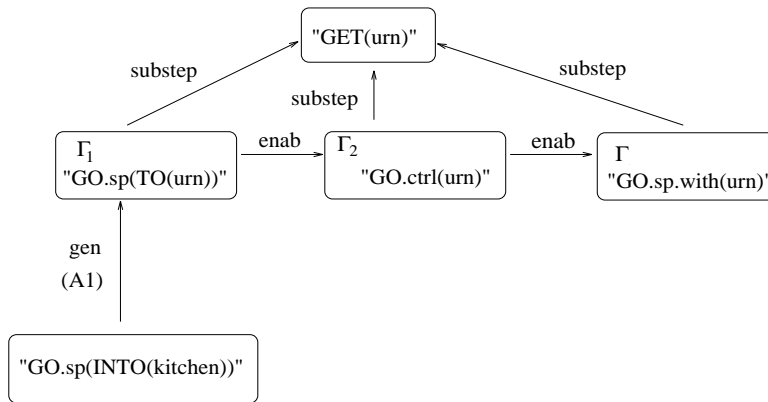 "GET(urn)"
substep
substep
substep
Γ₁
"GO.sp(TO(urn))"
enab
Γ₂
"GO.ctrl(urn)"
enab
Γ
"GO.sp.with(urn)"
gen
(A1)
"GO.sp(INTO(kitchen))"